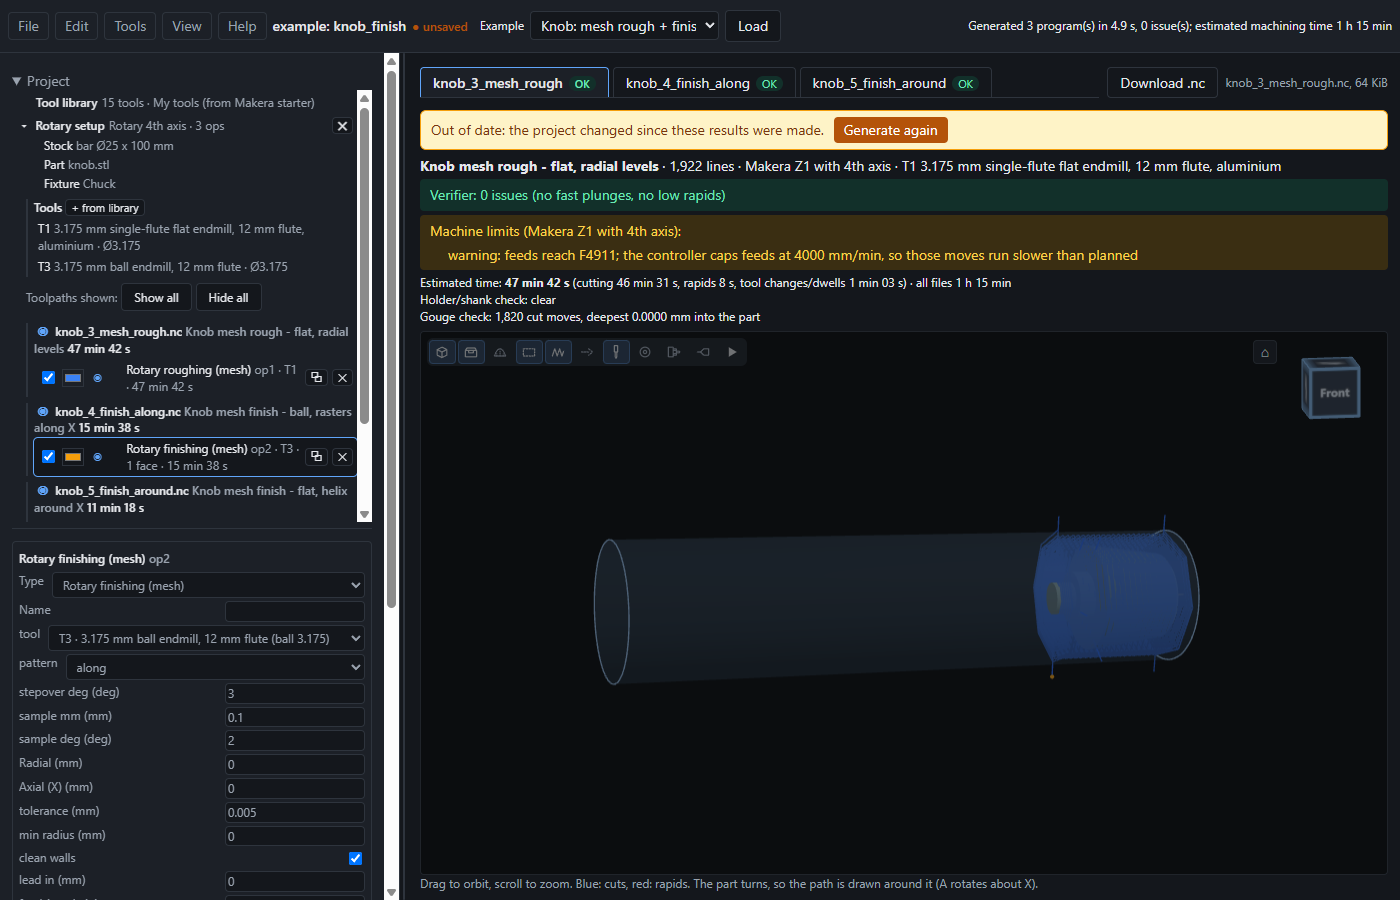 File Edit Tools View Help example: knob_finish • unsaved Example Knob: mesh rough + finis Load Generated 3 program(s) in 4.9 s, 0 issue(s); estimated machining time 1 h 15 min
Project
Tool library 15 tools · My tools (from Makera starter)
Rotary setup Rotary 4th axis · 3 ops
Stock bar Ø25 x 100 mm
Part knob.stl
Fixture Chuck
Tools + from library
T1 3.175 mm single-flute flat endmill, 12 mm flute,
aluminium · Ø3.175
T3 3.175 mm ball endmill, 12 mm flute · Ø3.175
Toolpaths shown: Show all Hide all
knob_3_mesh_rough.nc Knob mesh rough - flat, radial
levels 47 min 42 s
Rotary roughing (mesh) op1 · T1
· 47 min 42 s
knob_4_finish_along.nc Knob mesh finish - ball, rasters
along X 15 min 38 s
Rotary finishing (mesh) op2 · T3 ·
1 face · 15 min 38 s
knob_5_finish_around.nc Knob mesh finish - flat, helix
around X 11 min 18 s
Rotary finishing (mesh) op2
Type Rotary finishing (mesh)
Name
tool T3 · 3.175 mm ball endmill, 12 mm flute (ball 3.175)
pattern along
stepover deg (deg) 3
sample mm (mm) 0.1
sample deg (deg) 2
Radial (mm) 0
Axial (X) (mm) 0
tolerance (mm) 0.005
min radius (mm) 0
clean walls
lead in (mm) 0
knob_3_mesh_rough OK knob_4_finish_along OK knob_5_finish_around OK Download .nc knob_3_mesh_rough.nc, 64 KiB
Out of date: the project changed since these results were made. Generate again
Knob mesh rough - flat, radial levels · 1,922 lines · Makera Z1 with 4th axis · T1 3.175 mm single-flute flat endmill, 12 mm flute, aluminium
Verifier: 0 issues (no fast plunges, no low rapids)
Machine limits (Makera Z1 with 4th axis):
warning: feeds reach F4911; the controller caps feeds at 4000 mm/min, so those moves run slower than planned
Estimated time: 47 min 42 s (cutting 46 min 31 s, rapids 8 s, tool changes/dwells 1 min 03 s) · all files 1 h 15 min
Holder/shank check: clear
Gouge check: 1,820 cut moves, deepest 0.0000 mm into the part
Front
Drag to orbit, scroll to zoom. Blue: cuts, red: rapids. The part turns, so the path is drawn around it (A rotates about X).